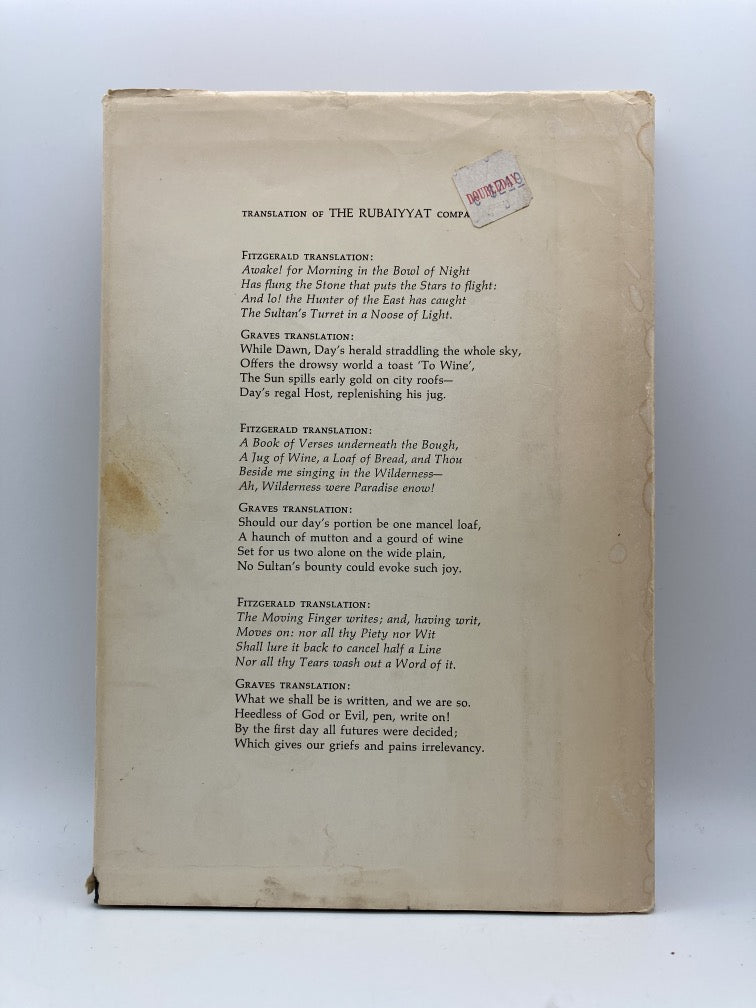 DOUBLEDAY
TRANSLATION OF THE RUBAIYYAT COMPA
FITZGERALD TRANSLATION:
Awake! for Morning in the Bowl of Night
Has flung the Stone that puts the Stars to flight:
And lo! the Hunter of the East has caught
The Sultan's Turret in a Noose of Light.
GRAVES TRANSLATION:
While Dawn, Day's herald straddling the whole sky,
Offers the drowsy world a toast 'To Wine',
The Sun spills early gold on city roofs—
Day's regal Host, replenishing his jug.
FITZGERALD TRANSLATION:
A Book of Verses underneath the Bough,
A Jug of Wine, a Loaf of Bread, and Thou
Beside me singing in the Wilderness—
Ah, Wilderness were Paradise enow!
GRAVES TRANSLATION:
Should our day's portion be one mancel loaf,
A haunch of mutton and a gourd of wine
Set for us two alone on the wide plain,
No Sultan's bounty could evoke such joy.
FITZGERALD TRANSLATION:
The Moving Finger writes; and, having writ,
Moves on: nor all thy Piety nor Wit
Shall lure it back to cancel half a Line
Nor all thy Tears wash out a Word of it.
GRAVES TRANSLATION:
What we shall be is written, and we are so.
Heedless of God or Evil, pen, write on!
By the first day all futures were decided;
Which gives our griefs and pains irrelevancy.